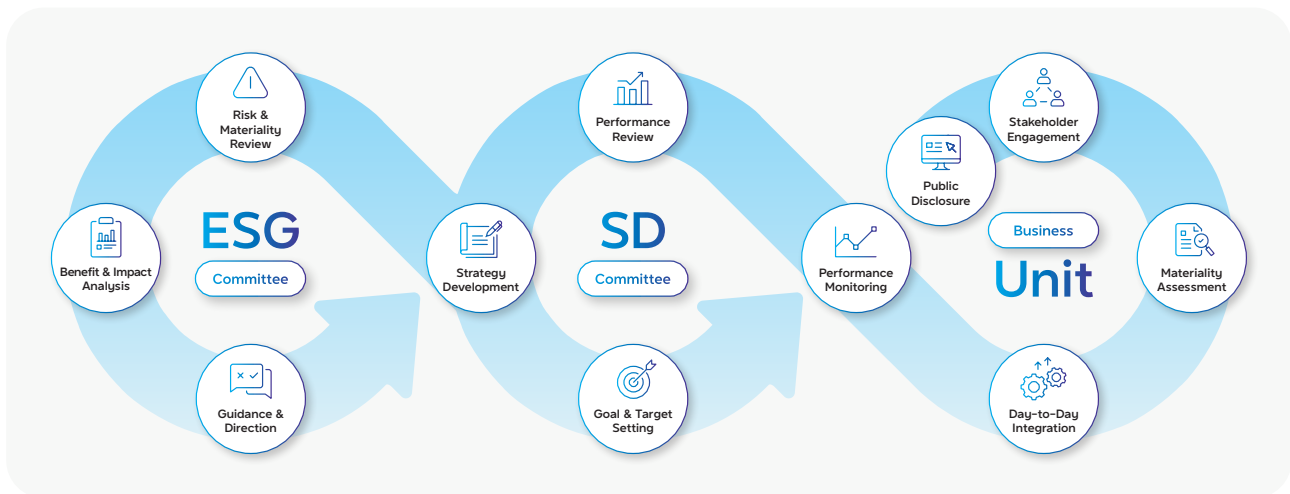 Risk &
Materiality
Review
Benefit & Impact
Analysis
ESG
Committee
Guidance &
Direction
Performance
Review
Strategy
Development
SD
Committee
Goal & Target
Setting
Stakeholder
Engagement
Public
Disclosure
Performance
Monitoring
Business
Unit
Materiality
Assessment
Day-to-Day
Integration